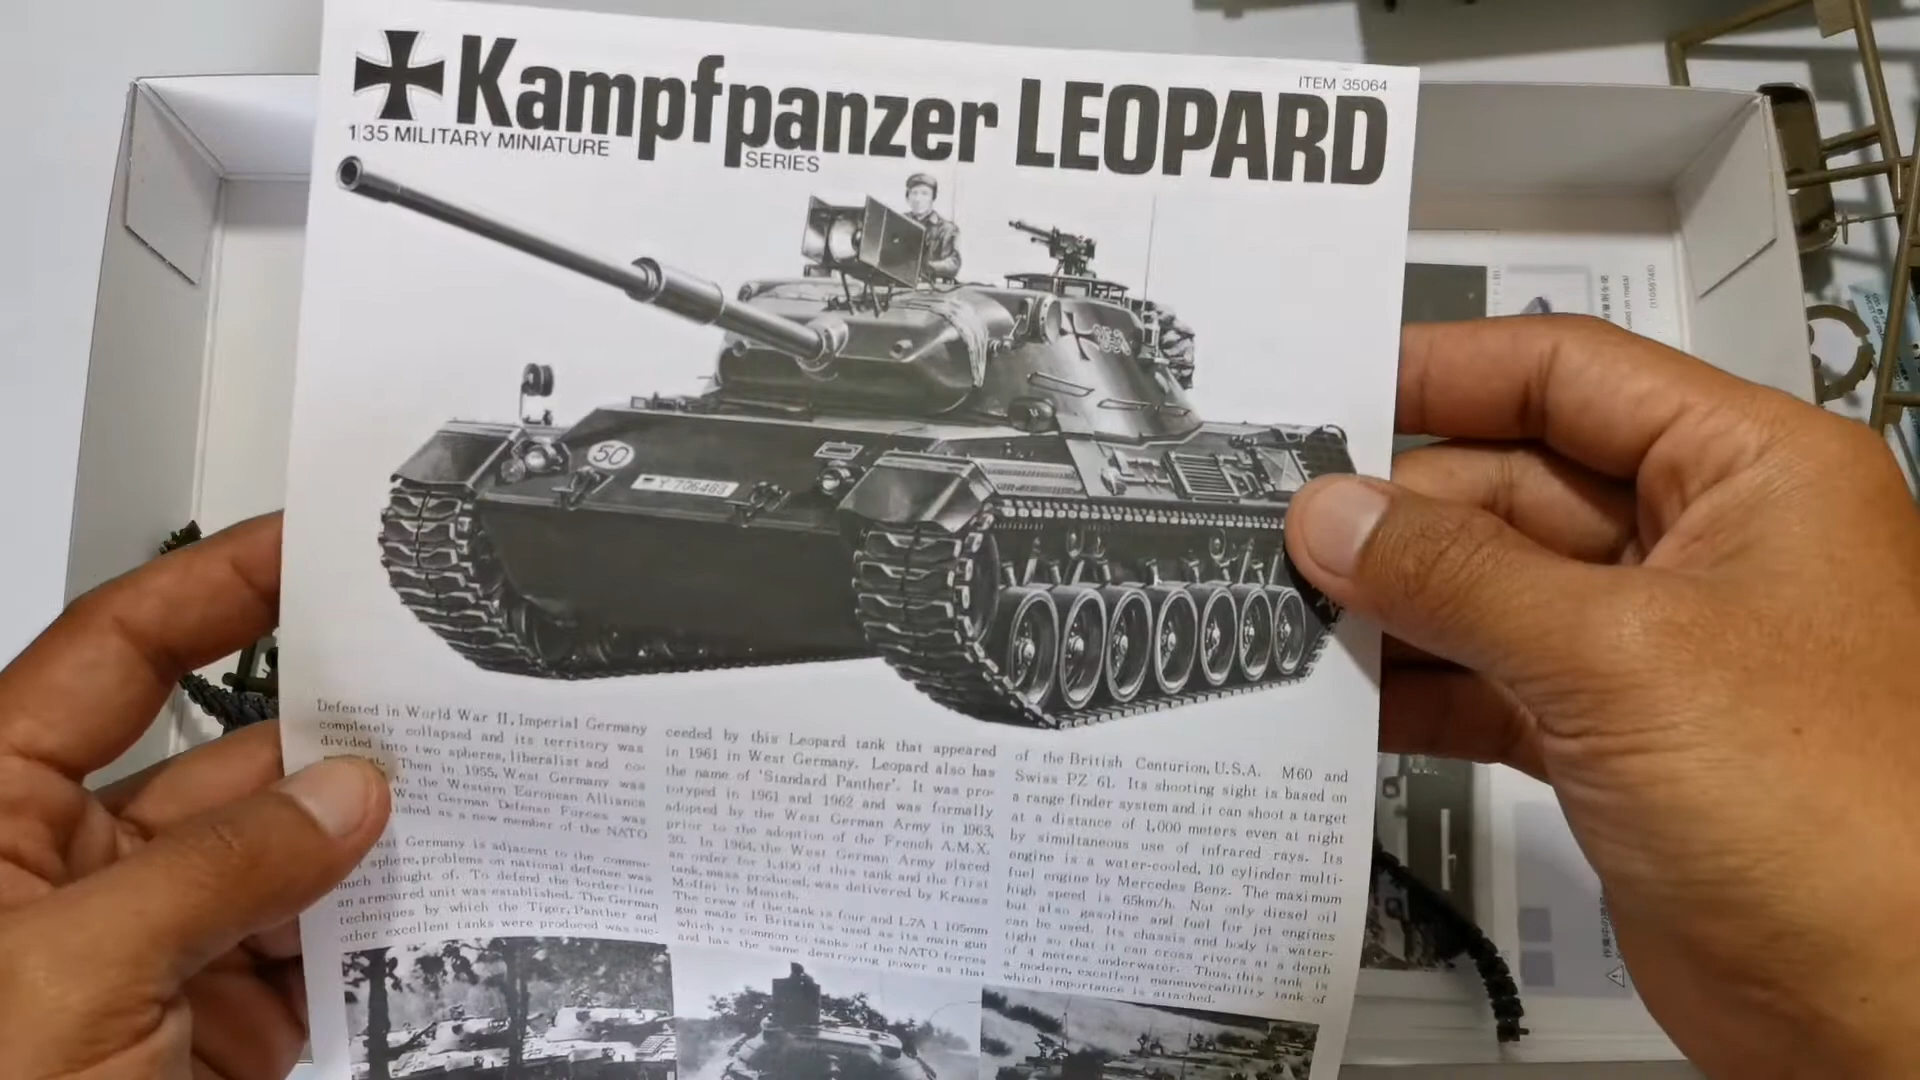 ITEM 35064
Kampfpanzer LEOPARD
1/35 MILITARY MINIATURE
SERIES
50
Y 706483
Defeated in World War II, Imperial Germany
completely collapsed and its territory was
divided into two spheres, liberalist and co-
Then in 1955, West Germany was
to the Western European Alliance
West German Defense Forces was
ished as a new member of the NATO
est Germany is adjacent to the commu-
sphere, problems on national defense was
much thought of. To defend the border-line
an armoured unit was established. The German
techniques by which the Tiger, Panther and
other excellent tanks were produced was suc-
ceeded by this Leopard tank that appeared
in 1961 in West Germany. Leopard also has
the name of 'Standard Panther'. It was pro-
totyped in 1961 and 1962 and was formally
adopted by the West German Army in 1963,
prior to the adoption of the French A.M.X.
30. In 1964, the West German Army placed
an order for 1,400 of this tank and the first
tank, mass produced, was delivered by Krauss
Moffei in Munich.
The crew of the tank is four and L7A 1 105mm
gun made in Britain is used as its main gun
which is common to tanks of the NATO forces
and has the same destroying power as that
of the British Centurion, U.S.A. M60 and
Swiss PZ 61. Its shooting sight is based on
a range finder system and it can shoot a target
at a distance of 1,000 meters even at night
by simultaneous use of infrared rays. Its
engine is a water-cooled, 10 cylinder multi-
fuel engine by Mercedes Benz. The maximum
high speed is 65km/h. Not only diesel oil
but also gasoline and fuel for jet engines
can be used. Its chassis and body is water-
tight so that it can cross rivers at a depth
of 4 meters underwater. Thus, this tank is
a modern, excellent maneuverability tank of
which importance is attached.
(11056748)